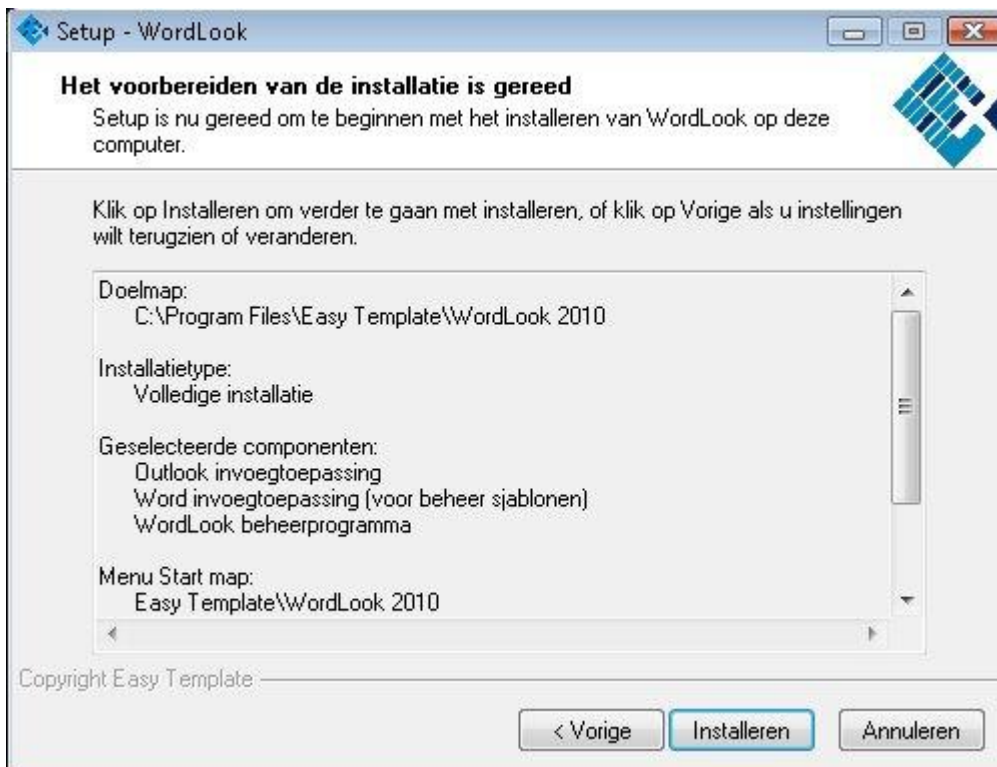 Setup - WordLook
Het voorbereiden van de installatie is gereed
Setup is nu gereed om te beginnen met het installeren van WordLook op deze
computer.
Klik op Installeren om verder te gaan met installeren, of klik op Vorige als u instellingen
wilt terugzien of veranderen.
Doelmap:
C:\Program Files\Easy Template\WordLook 2010
Installatietype:
Volledige installatie
Geselecteerde componenten:
Outlook invoegtoepassing
Word invoegtoepassing (voor beheer sjablonen)
WordLook beheerprogramma
Menu Start map:
Easy Template\WordLook 2010
Copyright Easy Template
< Vorige Installeren Annuleren